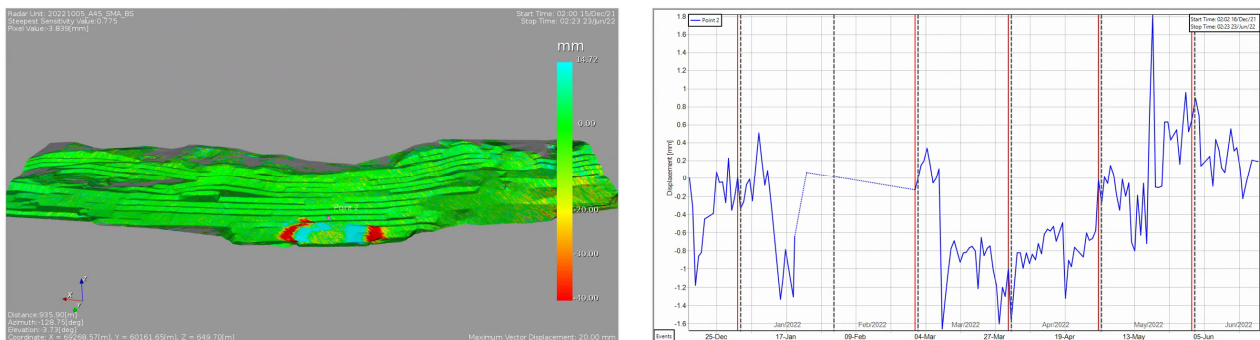 Radar Unit: 20221005_A45_SMA_BS
Steepest Sensitivity Value:0.775
Pixel Value:-3.839[mm]
Start Time: 02:00 15/Dec/21
Stop Time: 02:23 23/Jun/22
mm
14.72
0.00
-20.00
-30.00
-40.00
Point 2
X
Y
Distance:935.90[m]
Azimuth:-128.75[deg]
Elevation: 3.73[deg]
Coordinate: X = 69268.57[m], Y = 60161.65[m], Z = 649.70[m]
Maximum Vector Displacement: 20.00 mm
Point 2
Start Time: 02:02 16/Dec/21
Stop Time: 02:23 23/Jun/22
Displacement [mm]
1.8
1.6
1.4
1.2
1
0.8
0.6
0.4
0.2
0
-0.2
-0.4
-0.6
-0.8
-1
-1.2
-1.4
-1.6
Jan/2022
Feb/2022
Mar/2022
Apr/2022
May/2022
Jun/2022
Events
25-Dec
17-Jan
09-Feb
04-Mar
27-Mar
19-Apr
13-May
05-Jun